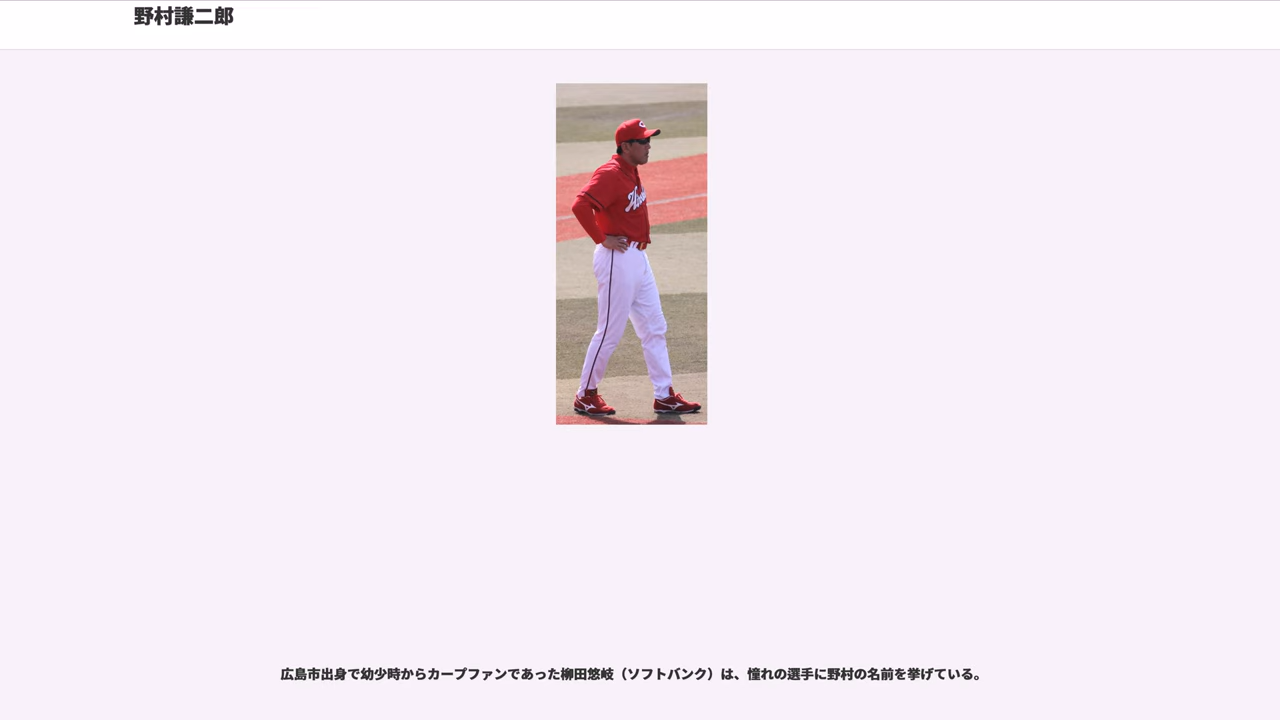 野村謙二郎
広島市出身で幼少時からカープファンであった柳田悠岐（ソフトバンク）は、憧れの選手に野村の名前を挙げている。